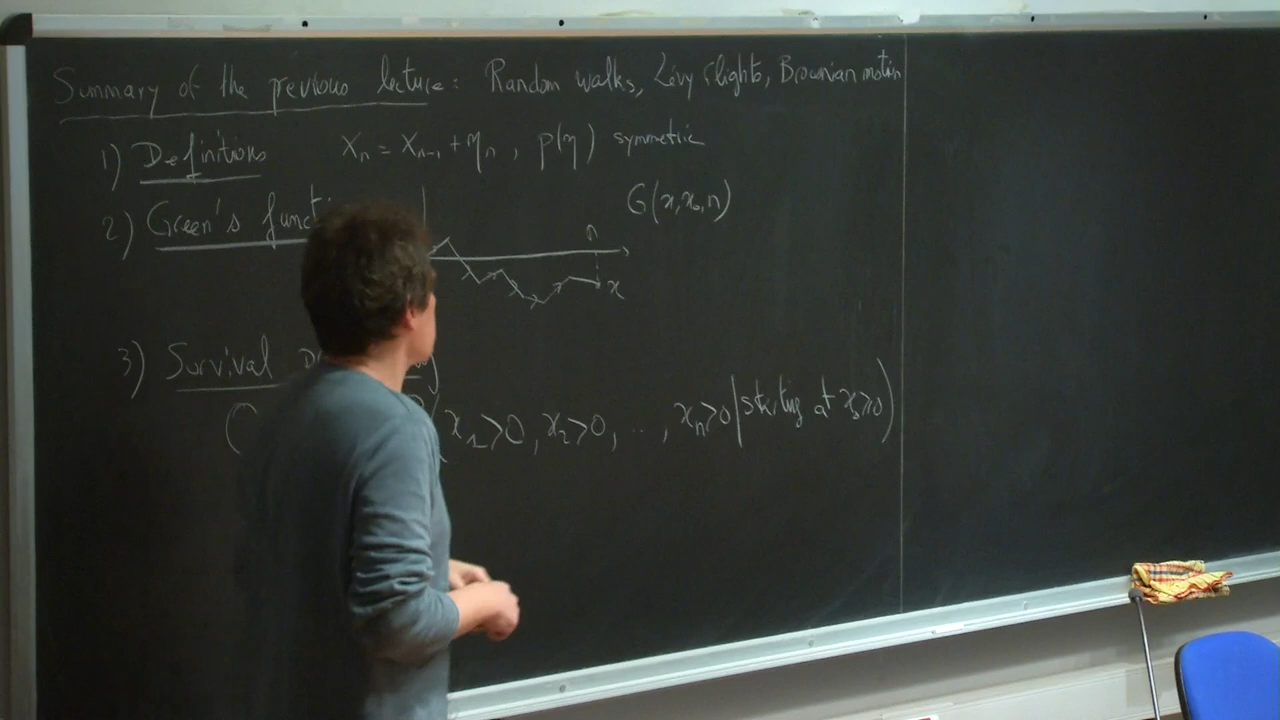 Summary of the previous lecture: Random walks, Lévy flights, Brownian motion
1) Definitions Xₙ = Xₙ₋₁ + ηₙ, p(η) symmetric
2) Green's G(x,x₀,n)
n
x
3) Survival
x₁>0, x₂>0, ..., xₙ>0 | starting at x₀≥0)